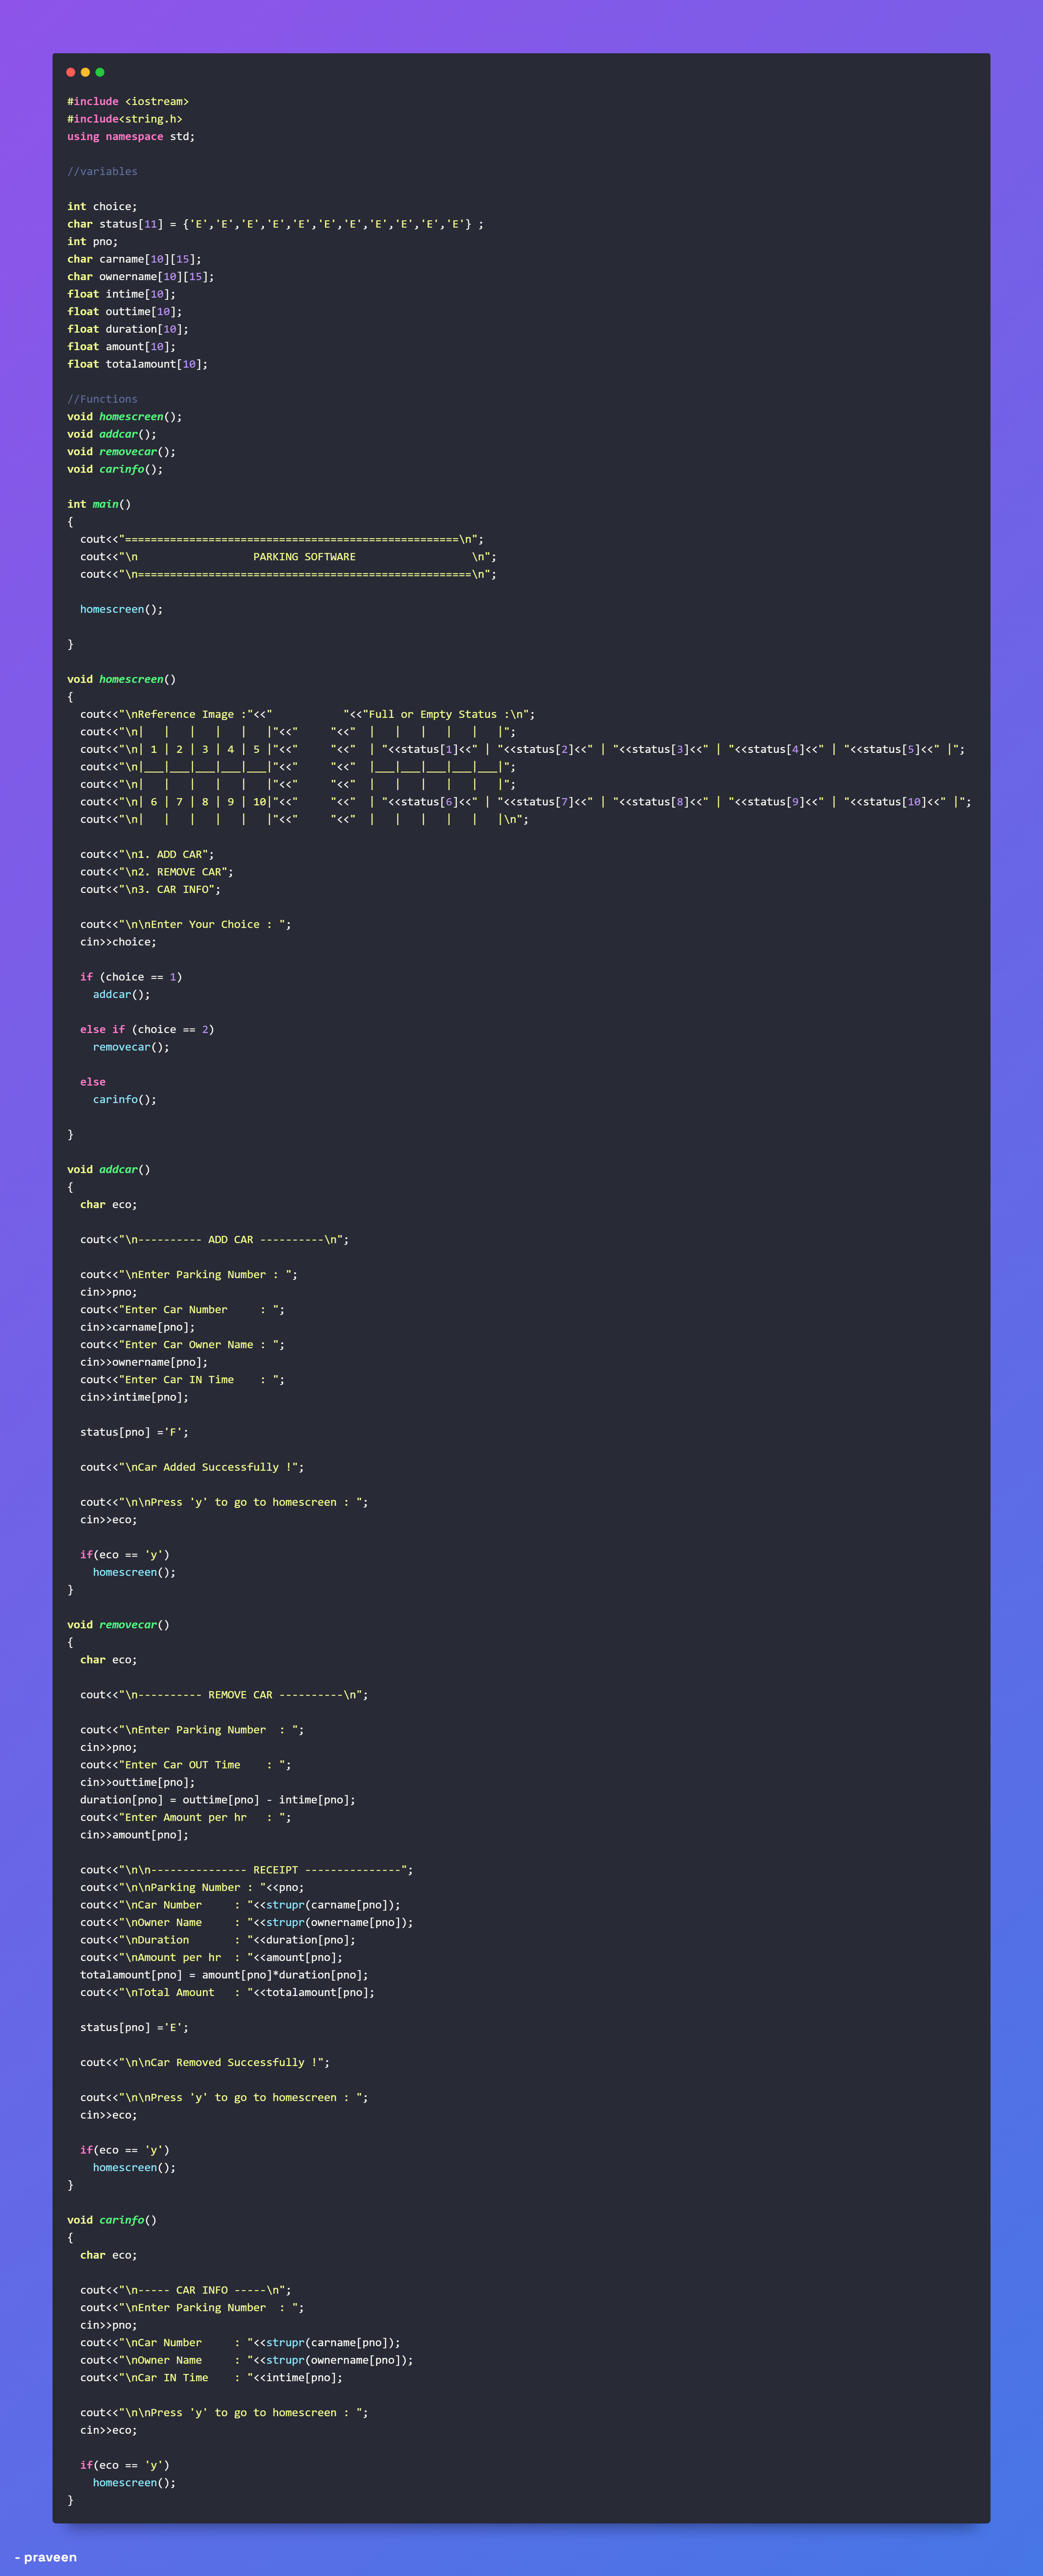 #include <iostream>
#include<string.h>
using namespace std;

//variables

int choice;
char status[11] = {'E','E','E','E','E','E','E','E','E','E','E'} ;
int pno;
char carname[10][15];
char ownername[10][15];
float intime[10];
float outtime[10];
float duration[10];
float amount[10];
float totalamount[10];

//Functions
void homescreen();
void addcar();
void removecar();
void carinfo();

int main()
{
  cout<<"====================================================\n";
  cout<<"\n                  PARKING SOFTWARE                  \n";
  cout<<"\n====================================================\n";

  homescreen();

}

void homescreen()
{
  cout<<"\nReference Image :"<<"           "<<"Full or Empty Status :\n";
  cout<<"\n|   |   |   |   |   |"<<"     "<<"  |   |   |   |   |   |";
  cout<<"\n| 1 | 2 | 3 | 4 | 5 |"<<"     "<<"  | "<<status[1]<<" | "<<status[2]<<" | "<<status[3]<<" | "<<status[4]<<" | "<<status[5]<<" |";
  cout<<"\n|___|___|___|___|___|"<<"     "<<"  |___|___|___|___|___|";
  cout<<"\n|   |   |   |   |   |"<<"     "<<"  |   |   |   |   |   |";
  cout<<"\n| 6 | 7 | 8 | 9 | 10|"<<"     "<<"  | "<<status[6]<<" | "<<status[7]<<" | "<<status[8]<<" | "<<status[9]<<" | "<<status[10]<<" |";
  cout<<"\n|   |   |   |   |   |"<<"     "<<"  |   |   |   |   |   |\n";

  cout<<"\n1. ADD CAR";
  cout<<"\n2. REMOVE CAR";
  cout<<"\n3. CAR INFO";

  cout<<"\n\nEnter Your Choice : ";
  cin>>choice;

  if (choice == 1)
    addcar();

  else if (choice == 2)
    removecar();

  else
    carinfo();

}

void addcar()
{
  char eco;

  cout<<"\n---------- ADD CAR ----------\n";

  cout<<"\nEnter Parking Number : ";
  cin>>pno;
  cout<<"Enter Car Number     : ";
  cin>>carname[pno];
  cout<<"Enter Car Owner Name : ";
  cin>>ownername[pno];
  cout<<"Enter Car IN Time    : ";
  cin>>intime[pno];

  status[pno] ='F';

  cout<<"\nCar Added Successfully !";

  cout<<"\n\nPress 'y' to go to homescreen : ";
  cin>>eco;

  if(eco == 'y')
    homescreen();
}

void removecar()
{
  char eco;

  cout<<"\n---------- REMOVE CAR ----------\n";

  cout<<"\nEnter Parking Number  : ";
  cin>>pno;
  cout<<"Enter Car OUT Time    : ";
  cin>>outtime[pno];
  duration[pno] = outtime[pno] - intime[pno];
  cout<<"Enter Amount per hr   : ";
  cin>>amount[pno];

  cout<<"\n\n--------------- RECEIPT ---------------";
  cout<<"\n\nParking Number : "<<pno;
  cout<<"\nCar Number     : "<<strupr(carname[pno]);
  cout<<"\nOwner Name     : "<<strupr(ownername[pno]);
  cout<<"\nDuration       : "<<duration[pno];
  cout<<"\nAmount per hr  : "<<amount[pno];
  totalamount[pno] = amount[pno]*duration[pno];
  cout<<"\nTotal Amount   : "<<totalamount[pno];

  status[pno] ='E';

  cout<<"\n\nCar Removed Successfully !";

  cout<<"\n\nPress 'y' to go to homescreen : ";
  cin>>eco;

  if(eco == 'y')
    homescreen();
}

void carinfo()
{
  char eco;

  cout<<"\n----- CAR INFO -----\n";
  cout<<"\nEnter Parking Number  : ";
  cin>>pno;
  cout<<"\nCar Number     : "<<strupr(carname[pno]);
  cout<<"\nOwner Name     : "<<strupr(ownername[pno]);
  cout<<"\nCar IN Time    : "<<intime[pno];

  cout<<"\n\nPress 'y' to go to homescreen : ";
  cin>>eco;

  if(eco == 'y')
    homescreen();
}
- praveen